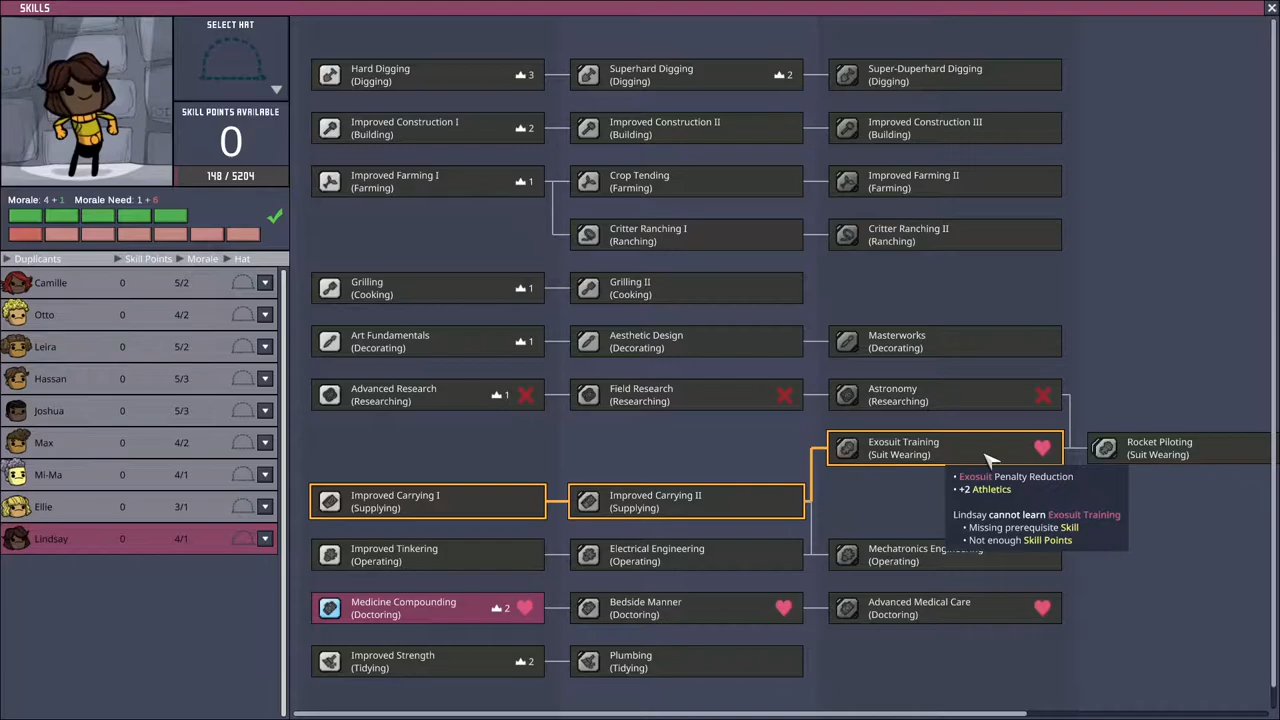 SKILLS
SELECT HAT
SKILL POINTS
AVAILABLE
0
148 / 5204
Morale: 4 + 1 Morale Need: 1 + 6
Duplicants Skill Points Morale Hat
Camille 0 5/2
Otto 0 4/2
Leira 0 5/2
Hassan 0 5/3
Joshua 0 5/3
Max 0 4/2
Mi-Ma 0 4/1
Ellie 0 3/1
Lindsay 0 4/1
Hard Digging
(Digging)
3
Superhard Digging
(Digging)
2
Super-Duperhard Digging
(Digging)
Improved Construction I
(Building)
2
Improved Construction II
(Building)
Improved Construction III
(Building)
Improved Farming I
(Farming)
1
Crop Tending
(Farming)
Improved Farming II
(Farming)
Critter Ranching I
(Ranching)
Critter Ranching II
(Ranching)
Grilling
(Cooking)
1
Grilling II
(Cooking)
Art Fundamentals
(Decorating)
1
Aesthetic Design
(Decorating)
Masterworks
(Decorating)
Advanced Research
(Researching)
1
Field Research
(Researching)
Astronomy
(Researching)
Exosuit Training
(Suit Wearing)
Rocket Piloting
(Suit Wearing)
• Exosuit Penalty Reduction
• +2 Athletics
Lindsay cannot learn Exosuit Training
• Missing prerequisite Skill
• Not enough Skill Points
Improved Carrying I
(Supplying)
Improved Carrying II
(Supplying)
Improved Tinkering
(Operating)
Electrical Engineering
(Operating)
Mechatronics
(Operating)
Medicine Compounding
(Doctoring)
2
Bedside Manner
(Doctoring)
Advanced Medical Care
(Doctoring)
Improved Strength
(Tidying)
2
Plumbing
(Tidying)